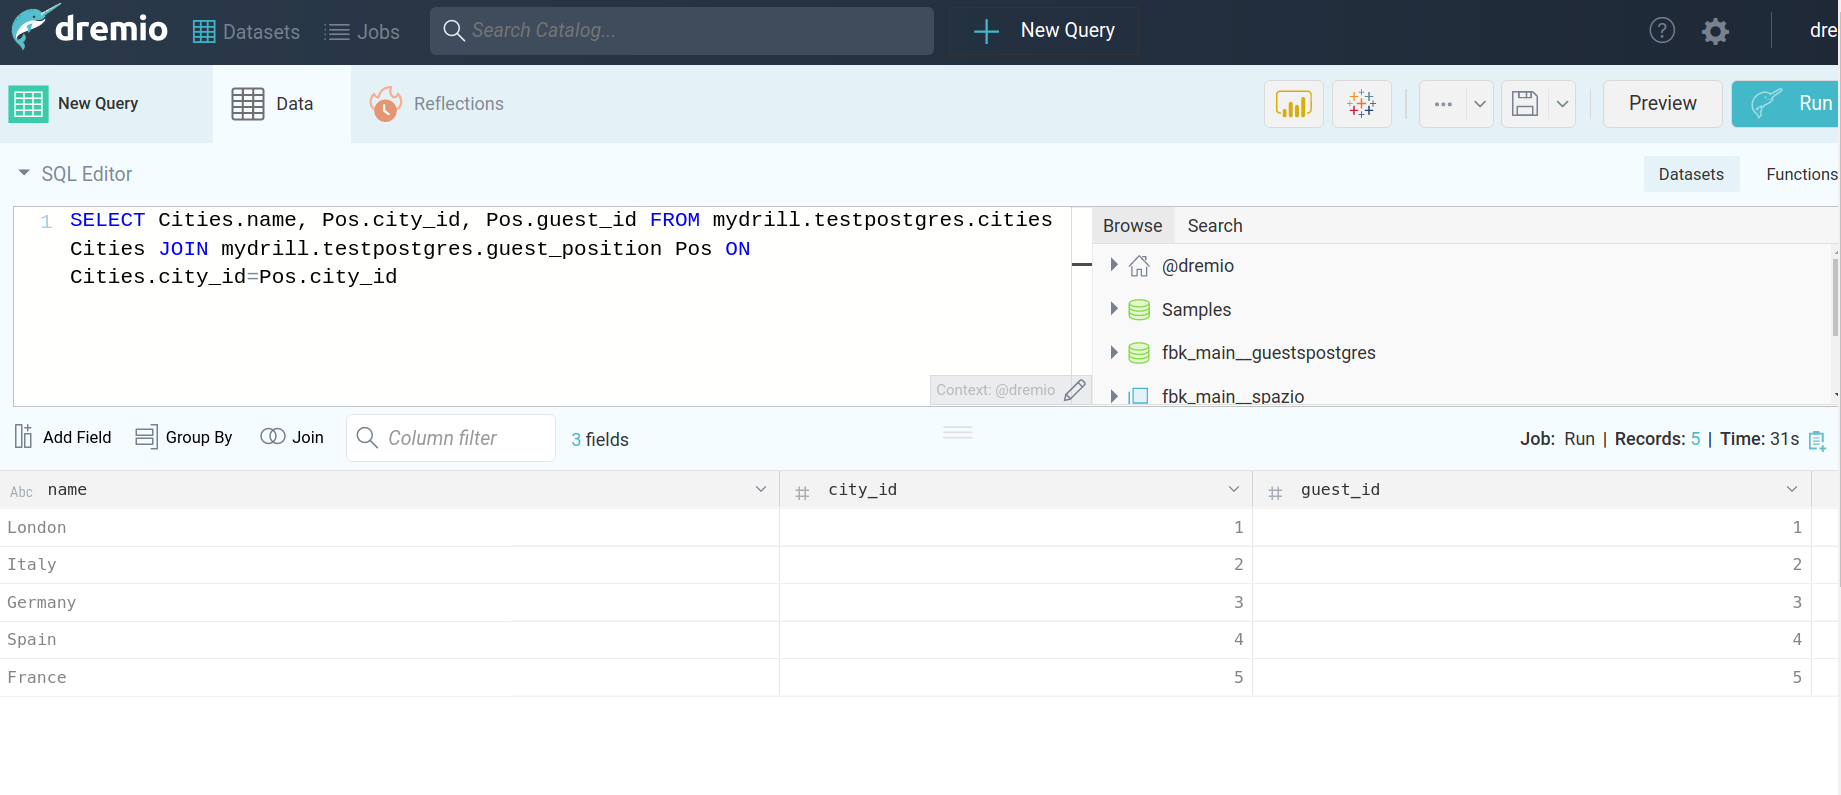 dremio Datasets Jobs Search Catalog... New Query ? dre
New Query Data Reflections ... Preview Run
SQL Editor Datasets Functions
1 SELECT Cities.name, Pos.city_id, Pos.guest_id FROM mydrill.testpostgres.cities
Cities JOIN mydrill.testpostgres.guest_position Pos ON
Cities.city_id=Pos.city_id
Context: @dremio
Browse Search
@dremio
Samples
fbk_main__guestspostgres
fbk_main__spazio
Add Field Group By Join Column filter 3 fields Job: Run | Records: 5 | Time: 31s
Abc name # city_id # guest_id
London 1 1
Italy 2 2
Germany 3 3
Spain 4 4
France 5 5